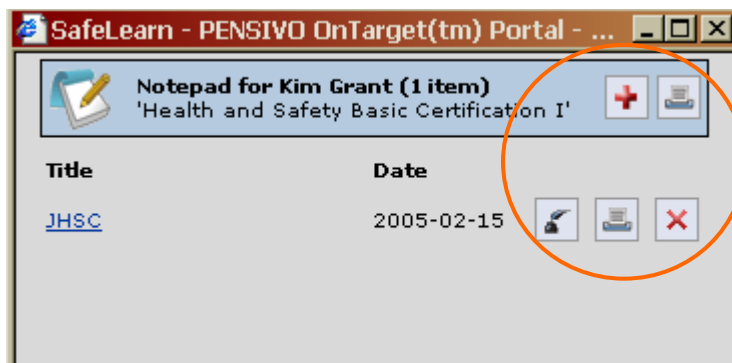 SafeLearn - PENSIVO OnTarget(tm) Portal - ...
Notepad for Kim Grant (1 item)
'Health and Safety Basic Certification I'
Title Date
JHSC 2005-02-15